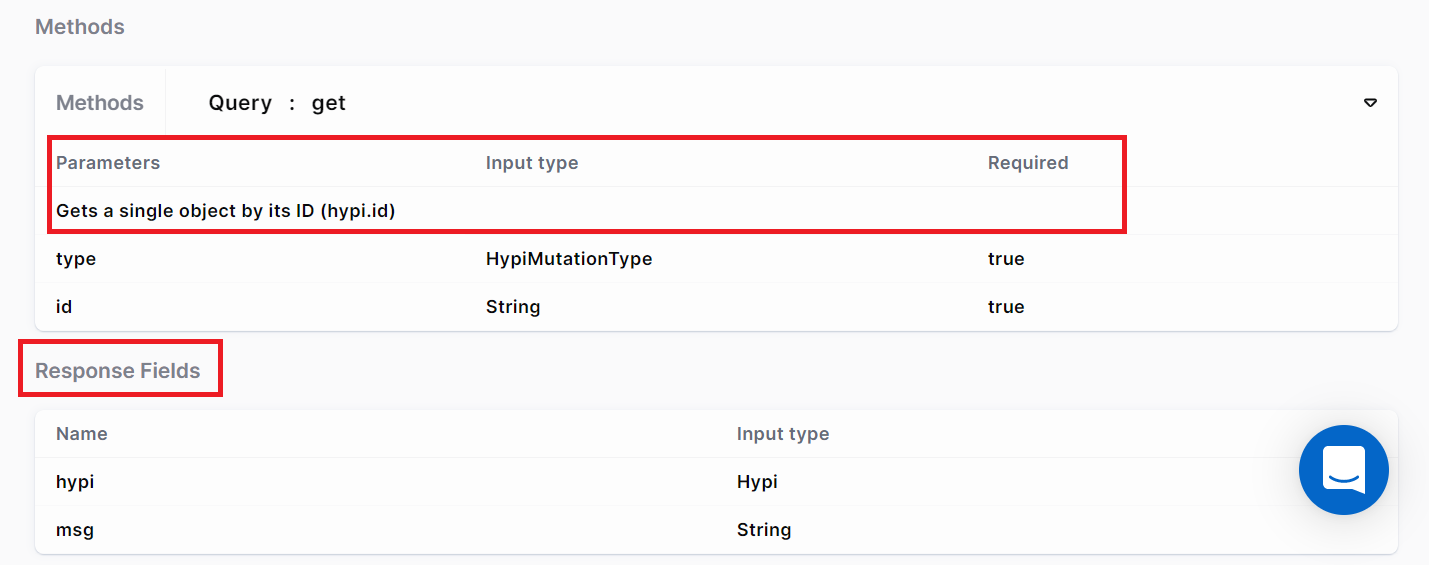 Methods
Methods Query : get
Parameters Input type Required
Gets a single object by its ID (hypi.id)
type HypiMutationType true
id String true
Response Fields
Name Input type
hypi Hypi
msg String